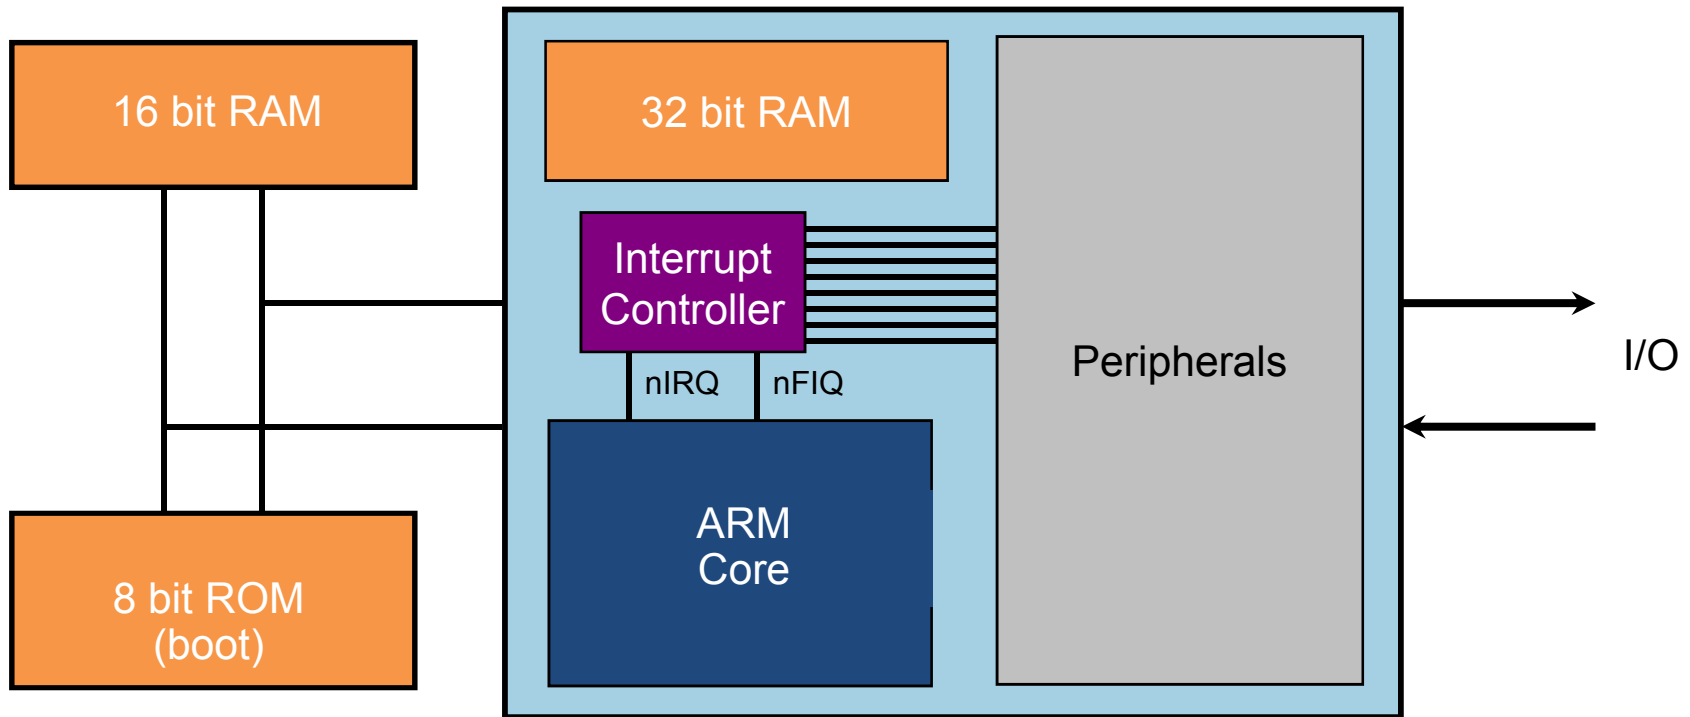 16 bit RAM
32 bit RAM
Interrupt
Controller
nIRQ
nFIQ
Peripherals
I/O
ARM
Core
8 bit ROM
(boot)